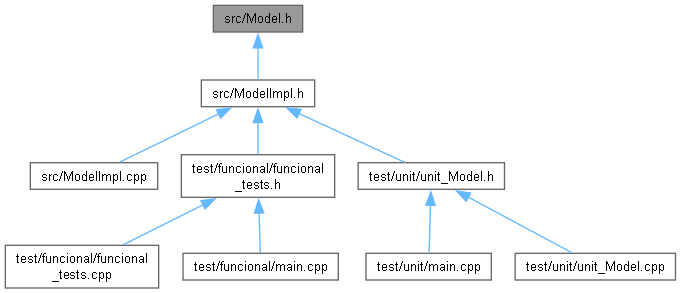 src/Model.h
src/ModelImpl.h
src/ModelImpl.cpp
test/funcional/funcional
_tests.h
test/unit/unit_Model.h
test/funcional/funcional
_tests.cpp
test/funcional/main.cpp
test/unit/main.cpp
test/unit/unit_Model.cpp